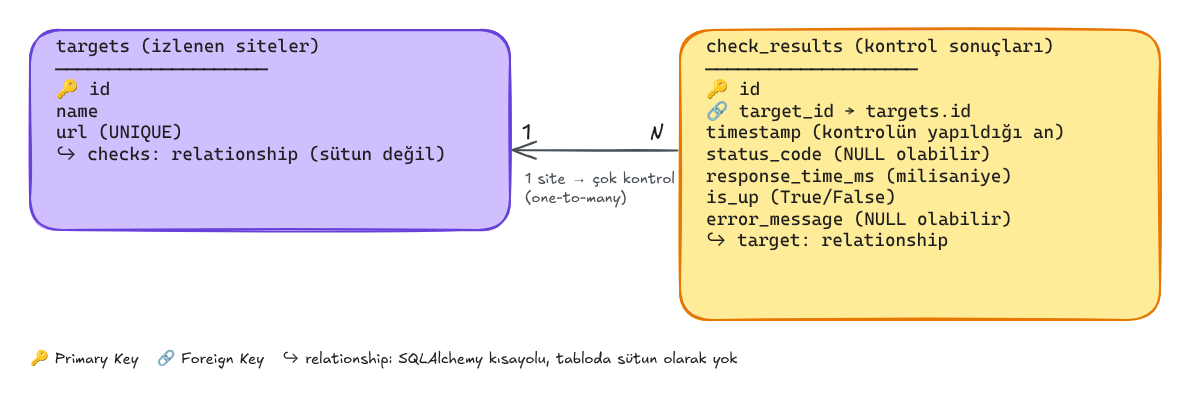 targets (izlenen siteler)
────────────────────
🔑 id
name
url (UNIQUE)
↪ checks: relationship (sütun değil)
1
N
1 site → çok kontrol
(one-to-many)
check_results (kontrol sonuçları)
────────────────────
🔑 id
🔗 target_id → targets.id
timestamp (kontrolün yapıldığı an)
status_code (NULL olabilir)
response_time_ms (milisaniye)
is_up (True/False)
error_message (NULL olabilir)
↪ target: relationship
🔑 Primary Key 🔗 Foreign Key ↪ relationship: SQLAlchemy kısayolu, tabloda sütun olarak yok